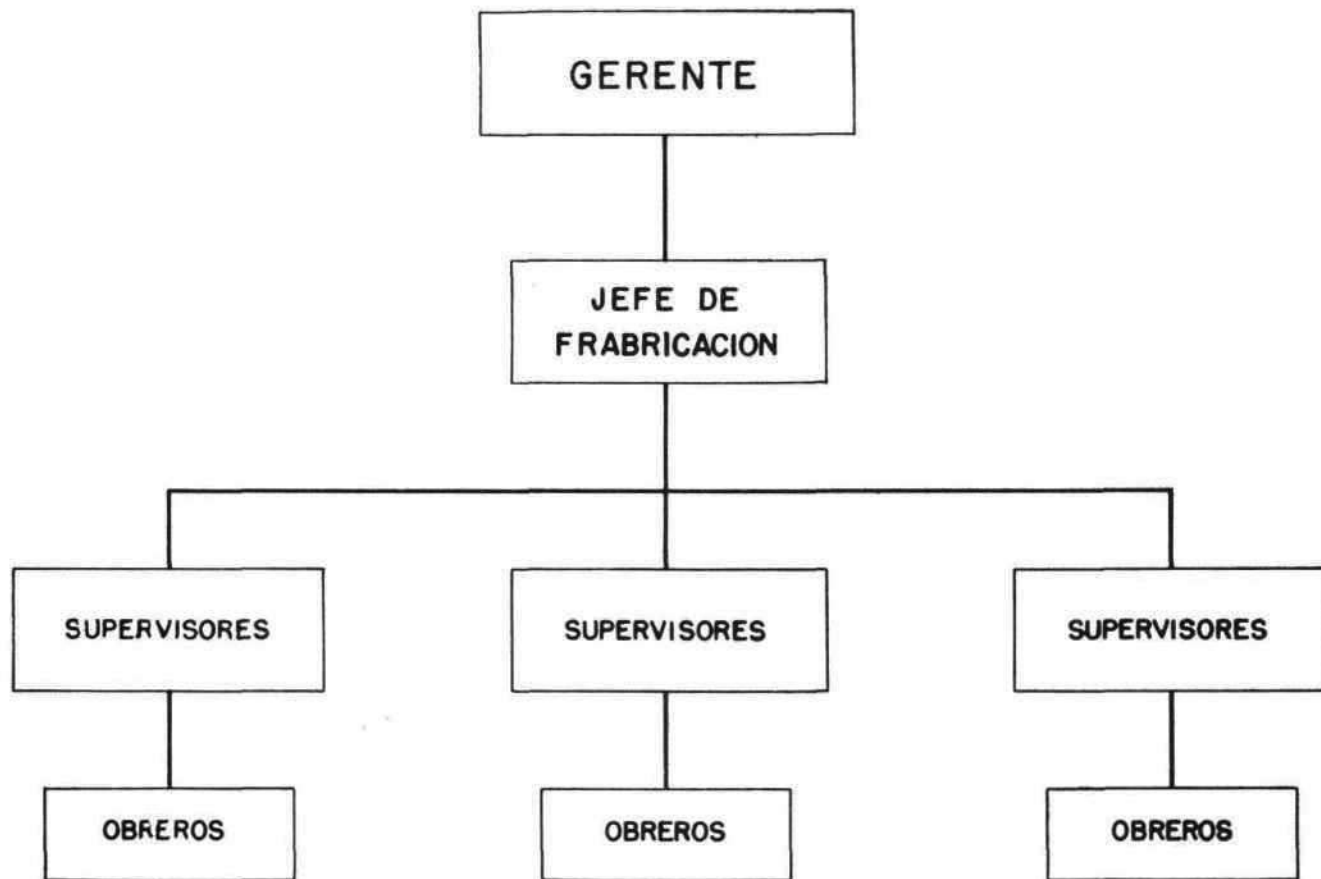 GERENTE
JEFE DE
FRABRICACION
SUPERVISORES
SUPERVISORES
SUPERVISORES
OBREROS
OBREROS
OBREROS